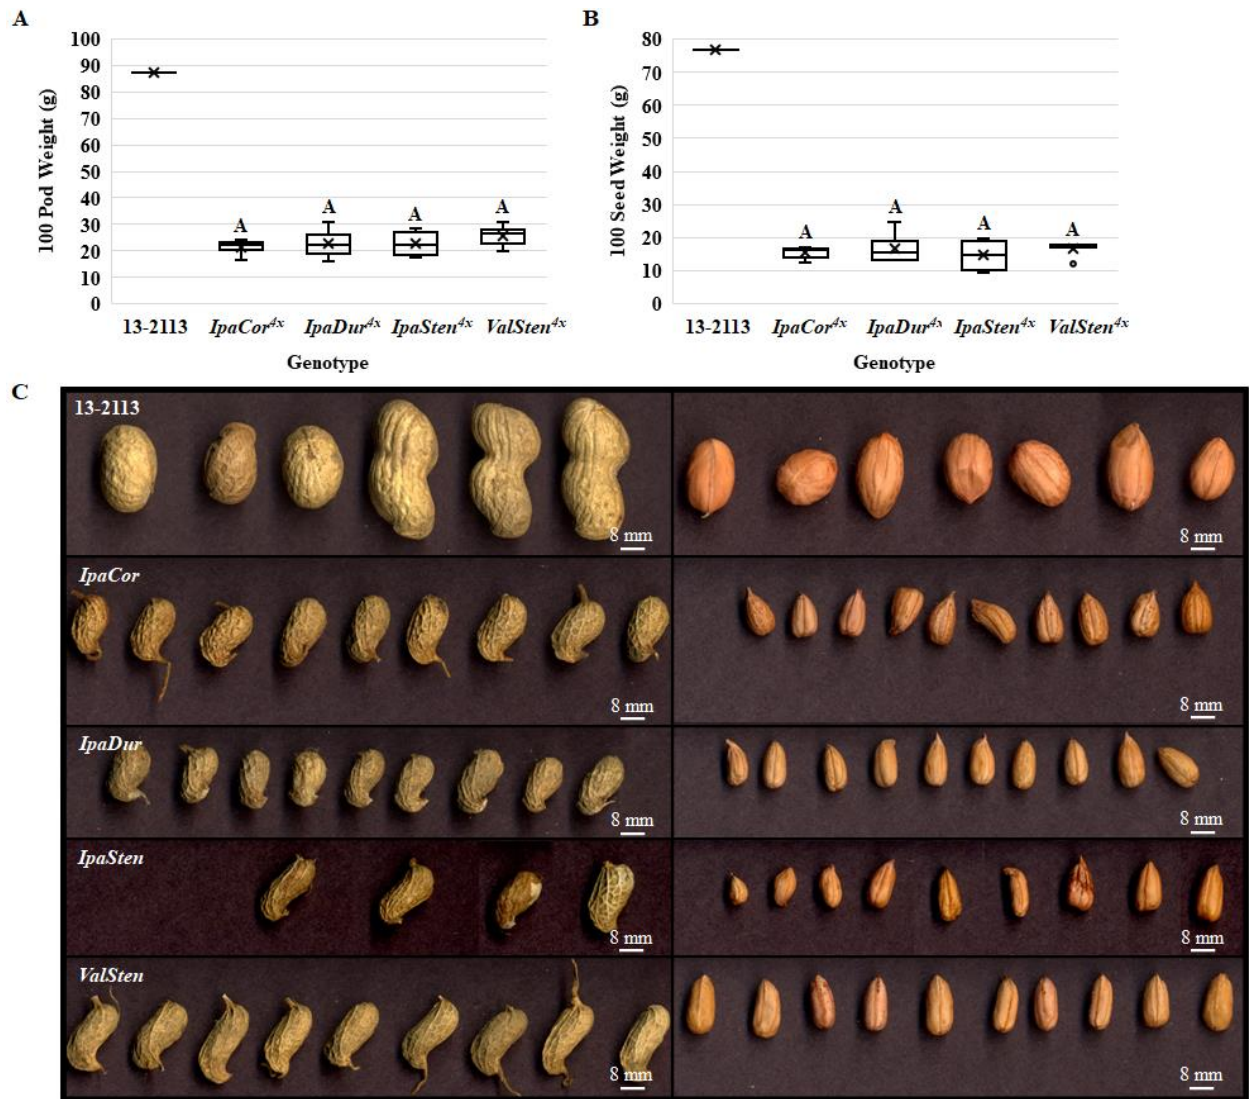 A
100 Pod Weight (g)
100
90
80
70
60
50
40
30
20
10
0
A
A
A
A
13-2113
IpaCor4x
IpaDur4x
IpaSten4x
ValSten4x
Genotype
B
100 Seed Weight (g)
80
70
60
50
40
30
20
10
0
A
A
A
A
13-2113
IpaCor4x
IpaDur4x
IpaSten4x
ValSten4x
Genotype
C
13-2113
8 mm
8 mm
IpaCor
8 mm
8 mm
IpaDur
8 mm
8 mm
IpaSten
8 mm
8 mm
ValSten
8 mm
8 mm